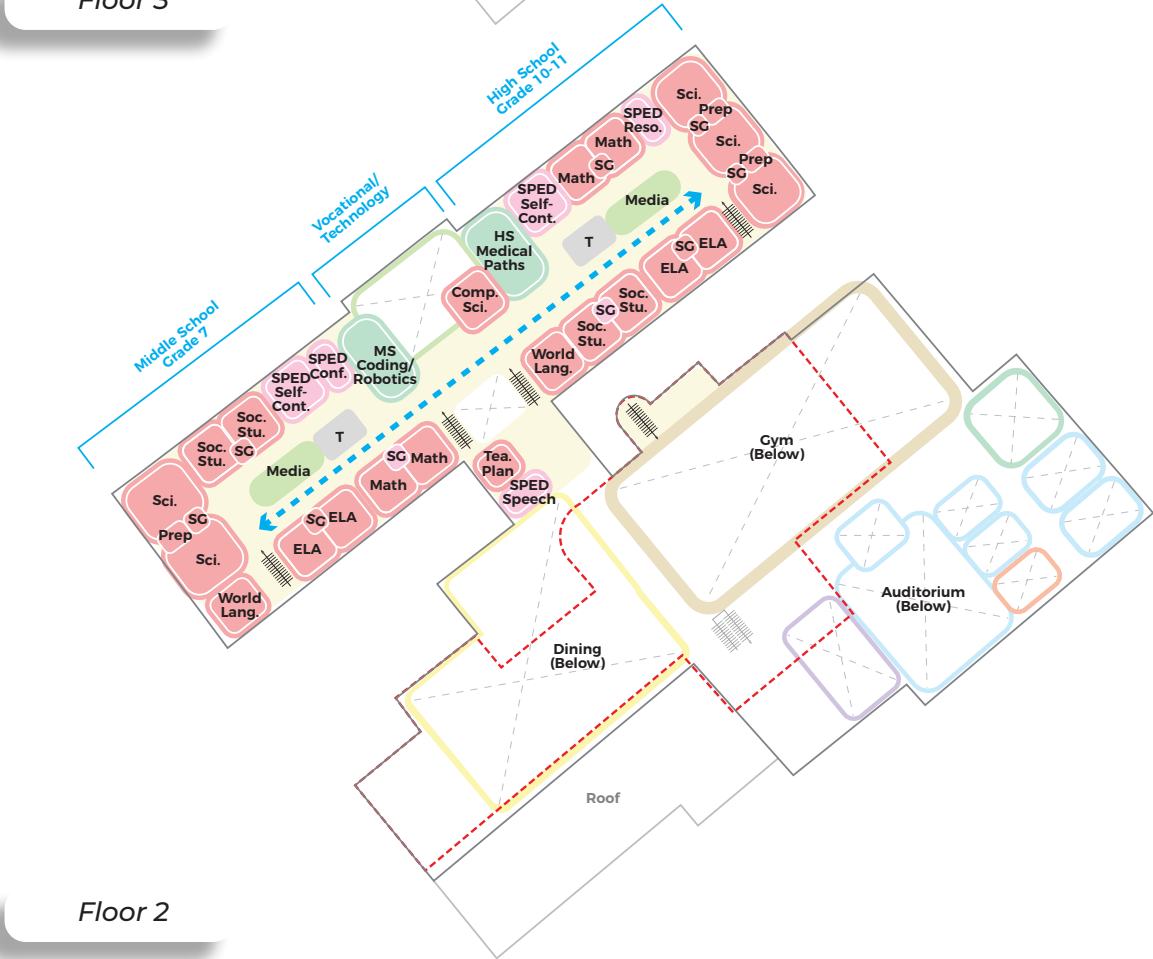 Floor 3
High School
Grade 10-11
Vocational/
Technology
Middle School
Grade 7
Sci.
Prep
SG
Sci.
Prep
SG
Sci.
SPED
Reso.
Math
SG
Math
SPED
Self-
Cont.
Media
T
HS
Medical
Paths
SG
ELA
ELA
Comp.
Sci.
Soc.
Stu.
SG
Soc.
Stu.
World
Lang.
MS
Coding/
Robotics
SPED
Conf.
SPED
Self-
Cont.
Soc.
Stu.
SG
Soc.
Stu.
T
Media
SG
Math
Math
Tea.
Plan
SPED
Speech
Sci.
SG
Prep
Sci.
SG
ELA
ELA
World
Lang.
Gym
(Below)
Auditorium
(Below)
Dining
(Below)
Roof
Floor 2